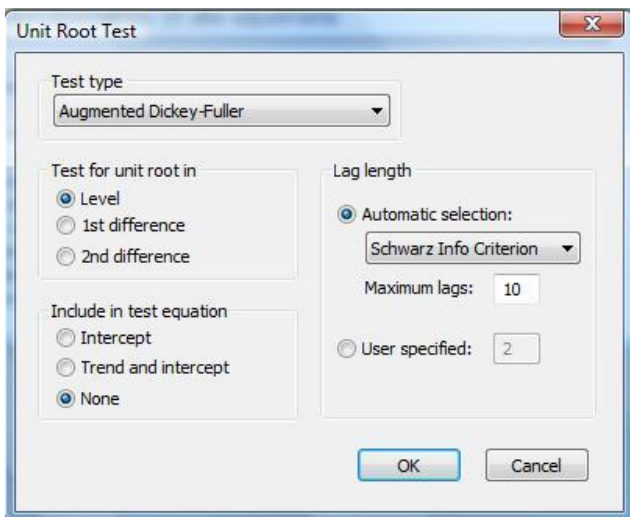 Unit Root Test
Test type
Augmented Dickey-Fuller
Test for unit root in
Level
1st difference
2nd difference
Include in test equation
Intercept
Trend and intercept
None
Lag length
Automatic selection:
Schwarz Info Criterion
Maximum lags: 10
User specified: 2
OK Cancel